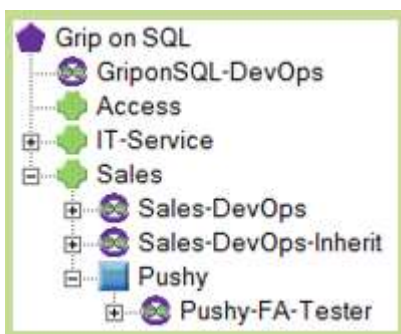 Grip on SQL
GriponSQL-DevOps
Access
IT-Service
Sales
Sales-DevOps
Sales-DevOps-Inherit
Pushy
Pushy-FA-Tester